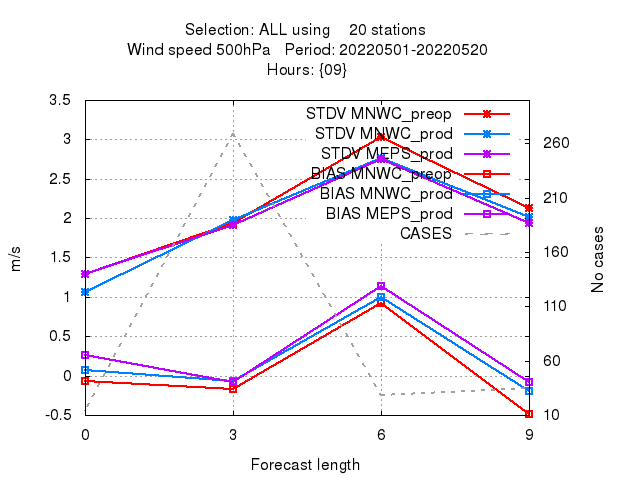 Selection: ALL using 20 stations
Wind speed 500hPa Period: 20220501-20220520
Hours: {09}
STDV MNWC_preop
STDV MNWC_prod
STDV MEPS_prod
BIAS MNWC_preop
BIAS MNWC_prod
BIAS MEPS_prod
CASES
3.5
3
2.5
2
1.5
1
0.5
0
-0.5
m/s
260
210
160
110
60
10
No cases
0 3 6 9
Forecast length